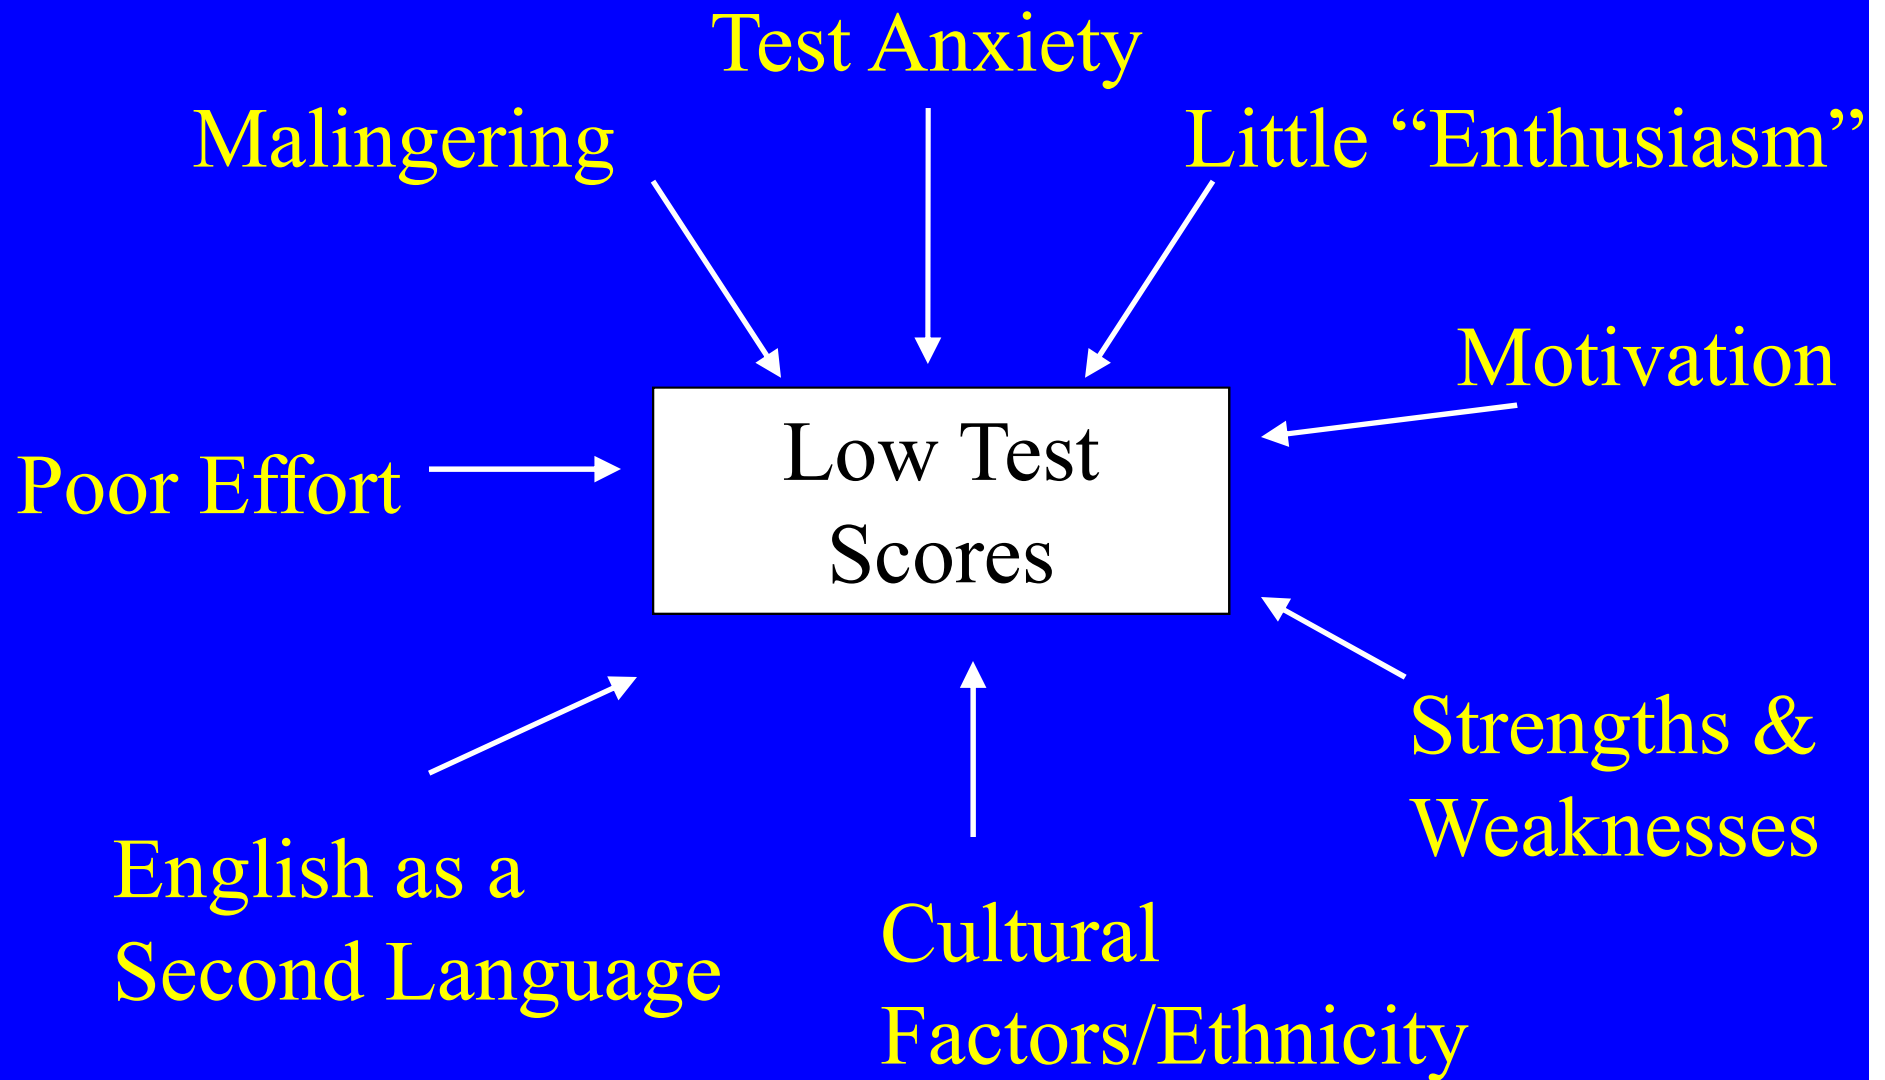 Test Anxiety
Malingering
Little “Enthusiasm”
Motivation
Low Test
Scores
Poor Effort
Strengths &
Weaknesses
English as a
Second Language
Cultural
Factors/Ethnicity